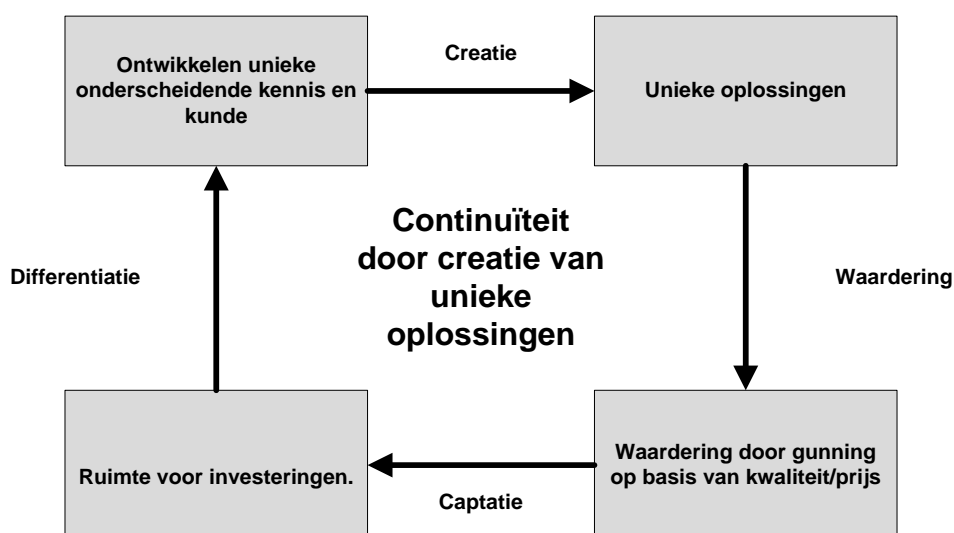 Ontwikkelen unieke
onderscheidende kennis en
kunde
Creatie
Unieke oplossingen
Continuïteit
door creatie van
unieke
oplossingen
Differentiatie
Waardering
Ruimte voor investeringen.
Captatie
Waardering door gunning
op basis van kwaliteit/prijs